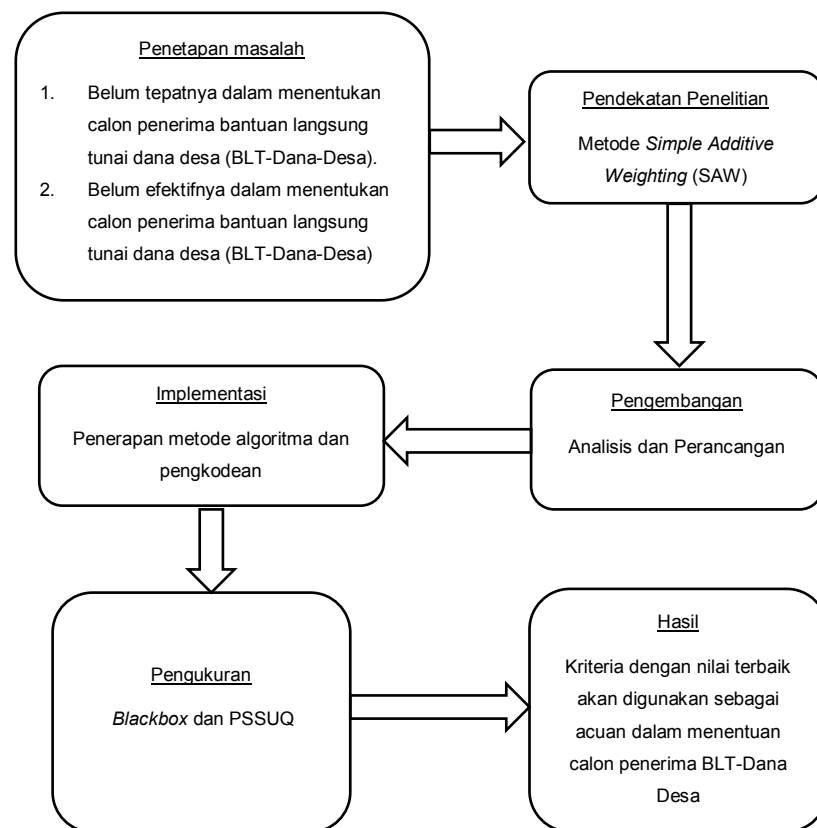 Penetapan masalah
1. Belum tepatnya dalam menentukan
calon penerima bantuan langsung
tunai dana desa (BLT-Dana-Desa).
2. Belum efektifnya dalam menentukan
calon penerima bantuan langsung
tunai dana desa (BLT-Dana-Desa)
Pendekatan Penelitian
Metode Simple Additive
Weighting (SAW)
Pengembangan
Analisis dan Perancangan
Implementasi
Penerapan metode algoritma dan
pengkodean
Pengukuran
Blackbox dan PSSUQ
Hasil
Kriteria dengan nilai terbaik
akan digunakan sebagai
acuan dalam menentuan
calon penerima BLT-Dana
Desa